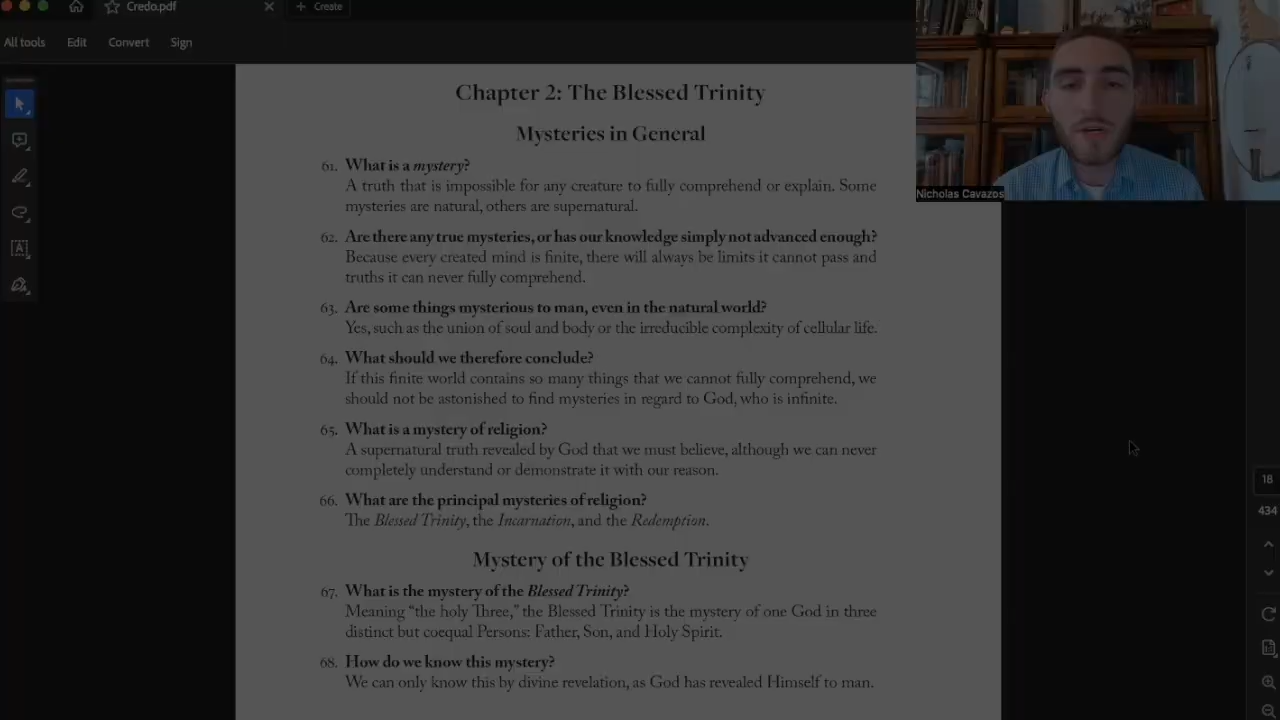 Credo.pdf
Create
All tools
Edit
Convert
Sign
Nicholas Cavazos
Chapter 2: The Blessed Trinity
Mysteries in General
61. What is a mystery?
A truth that is impossible for any creature to fully comprehend or explain. Some
mysteries are natural, others are supernatural.
62. Are there any true mysteries, or has our knowledge simply not advanced enough?
Because every created mind is finite, there will always be limits it cannot pass and
truths it can never fully comprehend.
63. Are some things mysterious to man, even in the natural world?
Yes, such as the union of soul and body or the irreducible complexity of cellular life.
64. What should we therefore conclude?
If this finite world contains so many things that we cannot fully comprehend, we
should not be astonished to find mysteries in regard to God, who is infinite.
65. What is a mystery of religion?
A supernatural truth revealed by God that we must believe, although we can never
completely understand or demonstrate it with our reason.
66. What are the principal mysteries of religion?
The Blessed Trinity, the Incarnation, and the Redemption.
Mystery of the Blessed Trinity
67. What is the mystery of the Blessed Trinity?
Meaning “the holy Three,” the Blessed Trinity is the mystery of one God in three
distinct but coequal Persons: Father, Son, and Holy Spirit.
68. How do we know this mystery?
We can only know this by divine revelation, as God has revealed Himself to man.
18
434